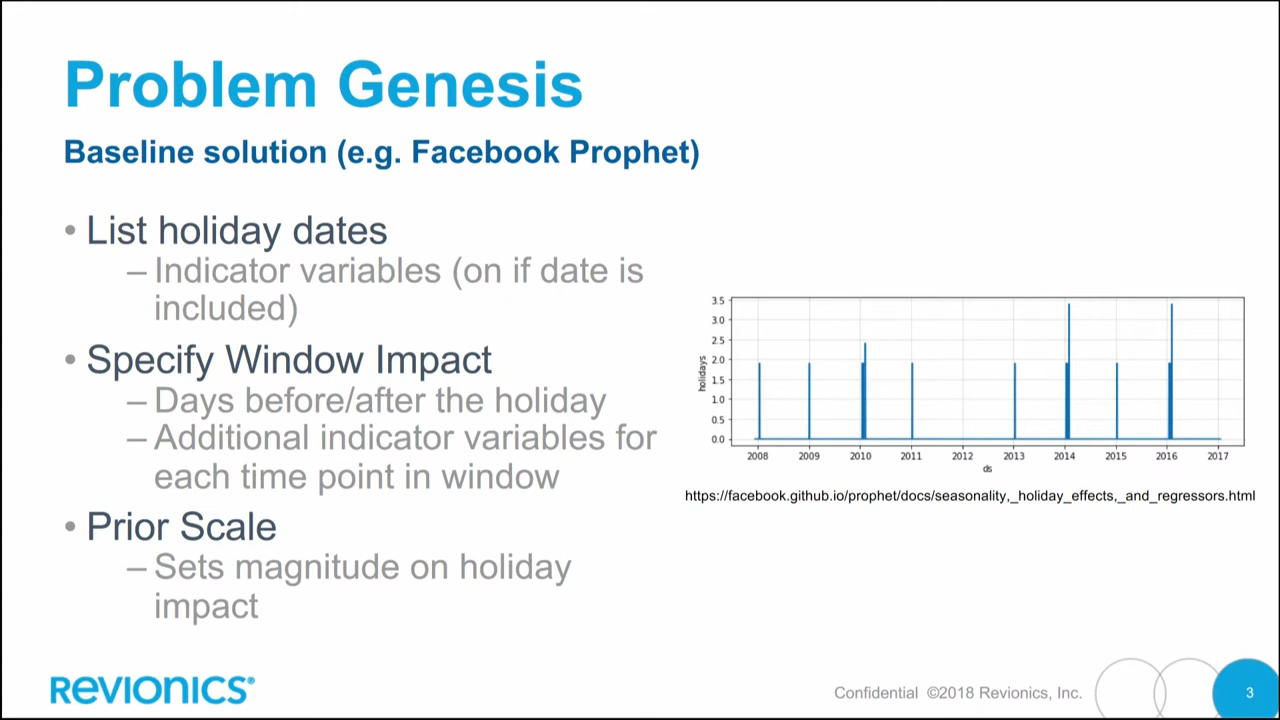 Problem Genesis
Baseline solution (e.g. Facebook Prophet)
• List holiday dates
– Indicator variables (on if date is
included)
• Specify Window Impact
– Days before/after the holiday
– Additional indicator variables for
each time point in window
• Prior Scale
– Sets magnitude on holiday
impact
3.5
3.0
2.5
2.0
1.5
1.0
0.5
0.0
holidays
2008 2009 2010 2011 2012 2013 2014 2015 2016 2017
ds
https://facebook.github.io/prophet/docs/seasonality,_holiday_effects,_and_regressors.html
REVIONICS®
Confidential ©2018 Revionics, Inc.
3